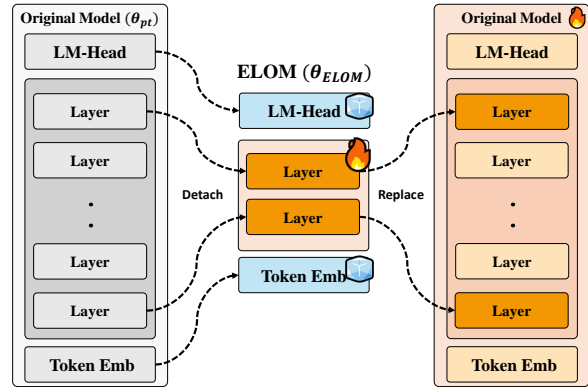 Original Model (θ_pt)
LM-Head
Layer
Layer
.
.
Layer
Layer
Token Emb
Detach
ELOM (θ_ELOM)
LM-Head
Layer
Layer
Token Emb
Replace
Original Model
LM-Head
Layer
Layer
.
.
Layer
Layer
Token Emb